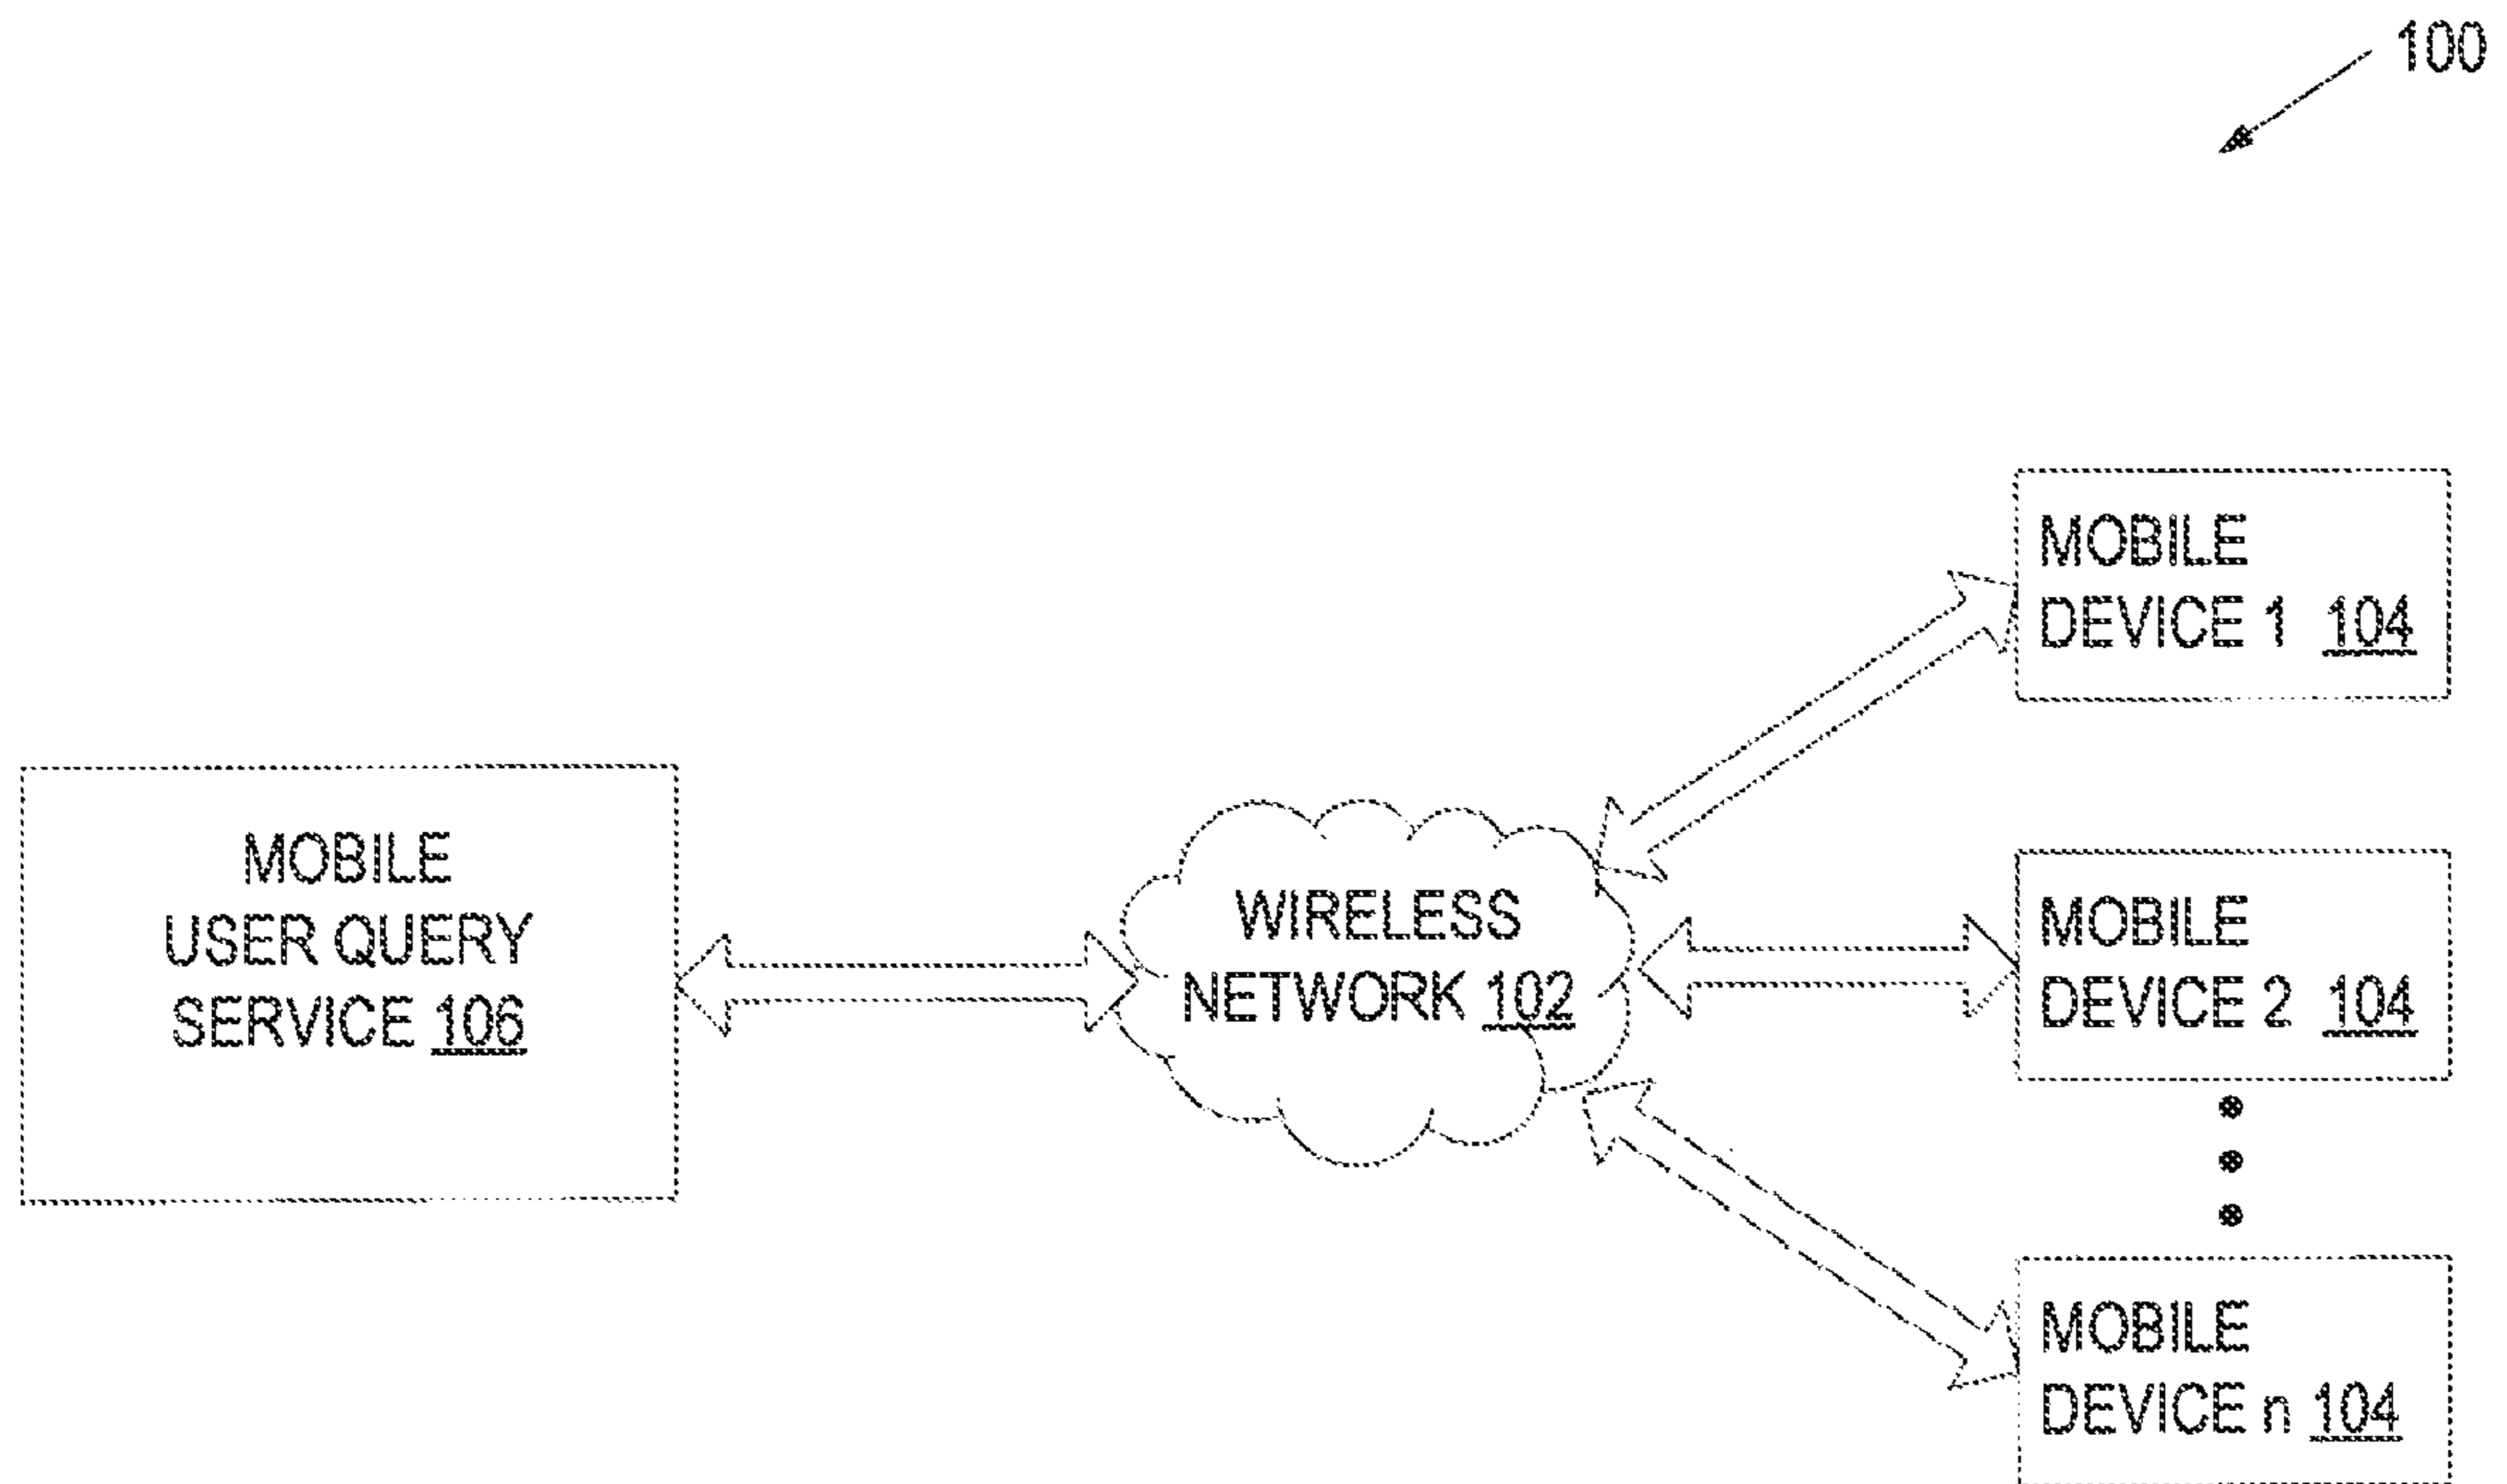 100
MOBILE
DEVICE 1 104
MOBILE
USER QUERY
SERVICE 106
WIRELESS
NETWORK 102
MOBILE
DEVICE 2 104
MOBILE
DEVICE n 104